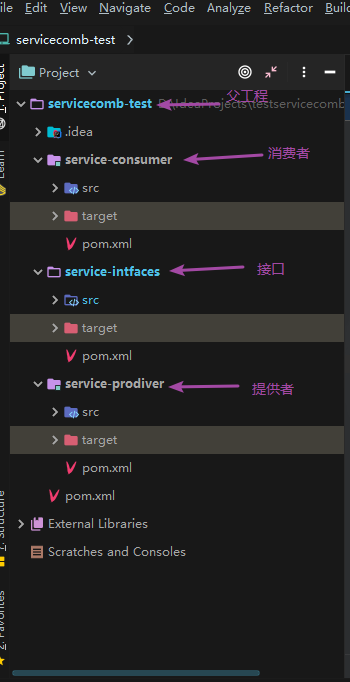 ile Edit View Navigate Code Analyze Refactor Buil
servicecomb-test
Project
1: Project
servicecomb-test D:\IdeaProjects\testservicecomb
父工程
.idea
Learn
service-consumer
消费者
src
target
pom.xml
service-intfaces
接口
src
target
pom.xml
service-prodiver
提供者
src
target
pom.xml
pom.xml
External Libraries
Scratches and Consoles
7: Structure
2: Favorites